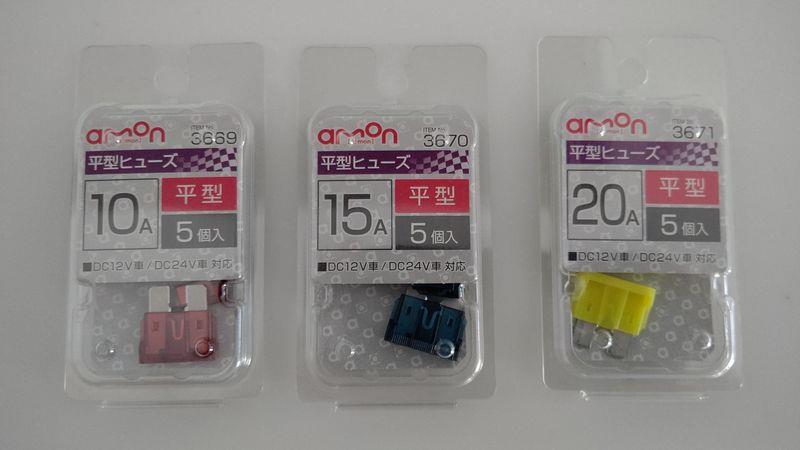 amon
[a mon]
ITEM No.
3669
平型ヒューズ
10A
平型
5個入
■DC12V車/DC24V車 対応
amon
[a mon]
ITEM No.
3670
平型ヒューズ
15A
平型
5個入
■DC12V車/DC24V車 対応
amon
[a mon]
ITEM No.
3671
平型ヒューズ
20A
平型
5個入
■DC12V車/DC24V車 対応